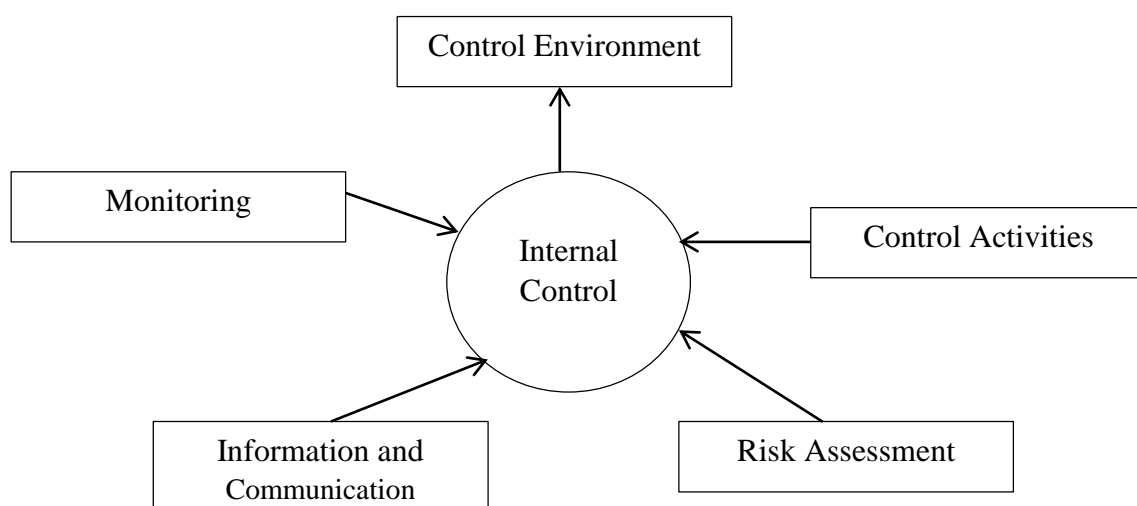 Control Environment
Monitoring
Internal
Control
Control Activities
Information and
Communication
Risk Assessment